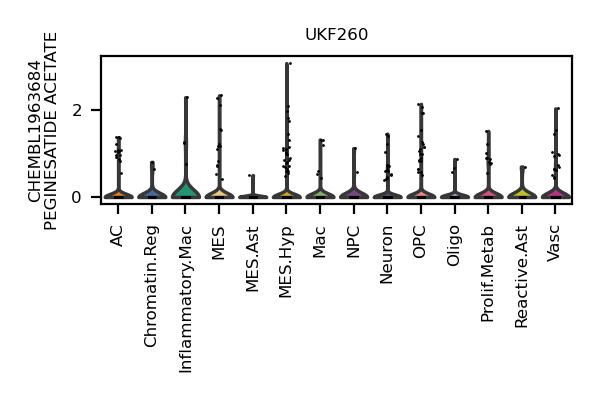 UKF260
CHEMBL1963684
PEGINESATIDE ACETATE
2
0
AC
Chromatin.Reg
Inflammatory.Mac
MES
MES.Ast
MES.Hyp
Mac
NPC
Neuron
OPC
Oligo
Prolif.Metab
Reactive.Ast
Vasc